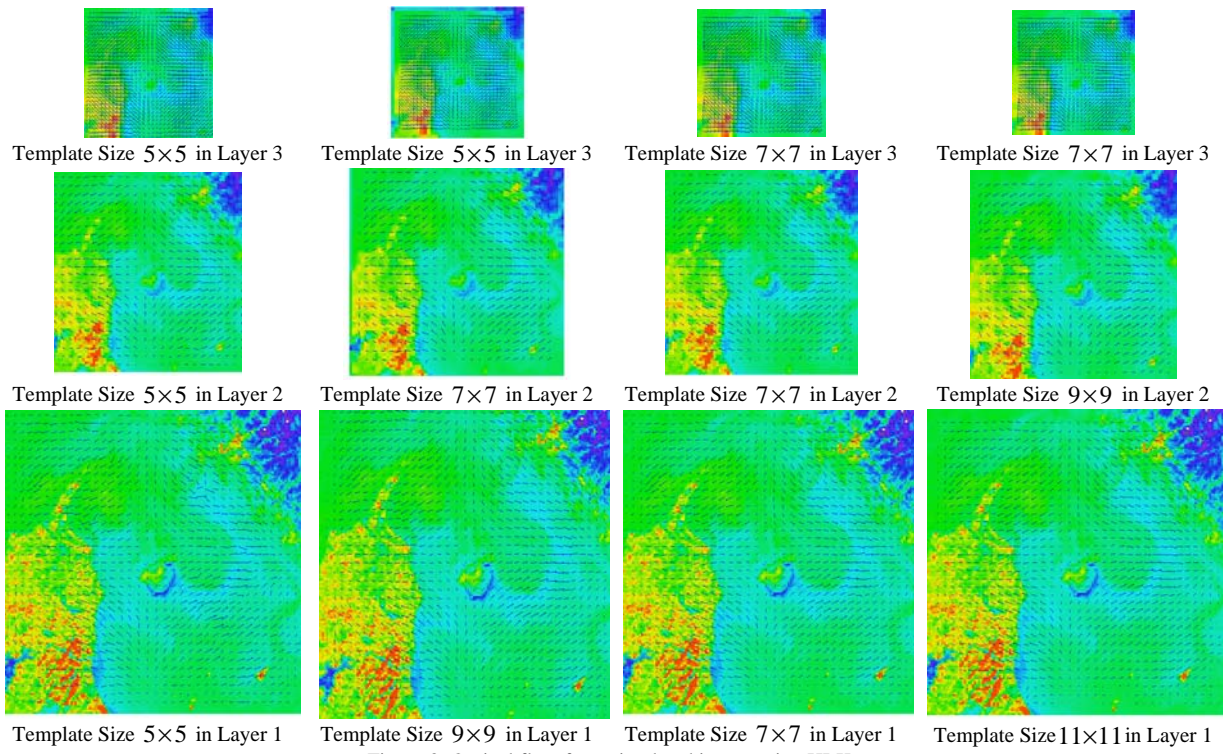 Template Size 5×5 in Layer 3
Template Size 5×5 in Layer 3
Template Size 7×7 in Layer 3
Template Size 7×7 in Layer 3
Template Size 5×5 in Layer 2
Template Size 7×7 in Layer 2
Template Size 7×7 in Layer 2
Template Size 9×9 in Layer 2
Template Size 5×5 in Layer 1
Template Size 9×9 in Layer 1
Template Size 7×7 in Layer 1
Template Size 11×11 in Layer 1